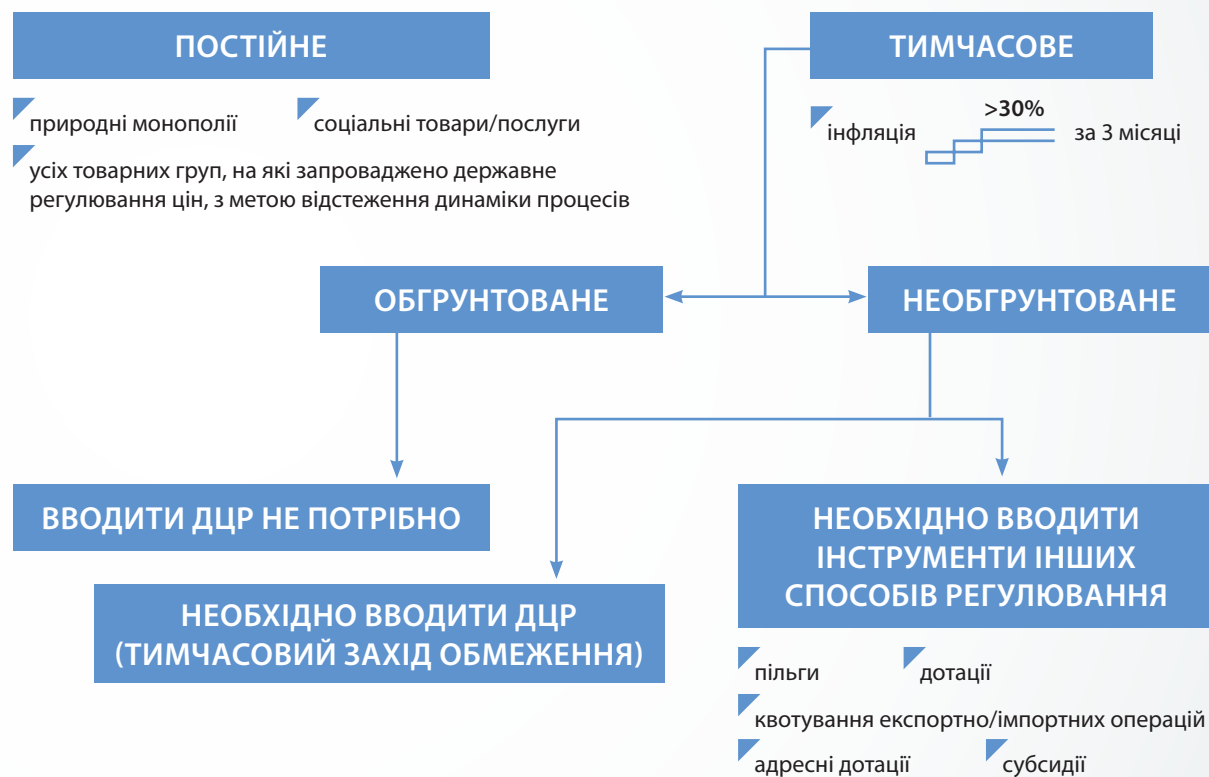 ПОСТІЙНЕ
ТИМЧАСОВЕ
природні монополії
соціальні товари/послуги
усіх товарних груп, на які запроваджено державне
регулювання цін, з метою відстеження динаміки процесів
інфляція
>30%
за 3 місяці
ОБГРУНТОВАНЕ
НЕОБГРУНТОВАНЕ
ВВОДИТИ ДЦР НЕ ПОТРІБНО
НЕОБХІДНО ВВОДИТИ ДЦР
(ТИМЧАСОВИЙ ЗАХІД ОБМЕЖЕННЯ)
НЕОБХІДНО ВВОДИТИ
ІНСТРУМЕНТИ ІНШИХ
СПОСОБІВ РЕГУЛЮВАННЯ
пільги
дотації
квотування експортно/імпортних операцій
адресні дотації
субсидії